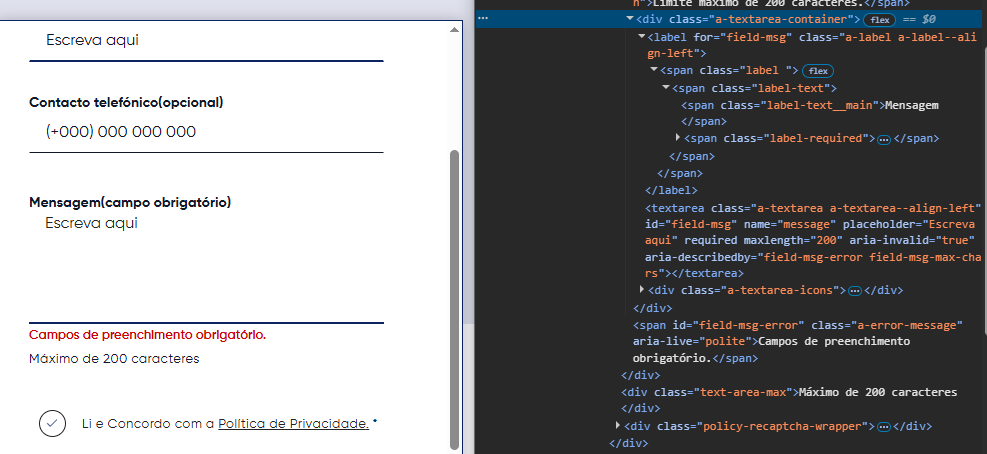 Escreva aqui
Contacto telefónico(opcional)
(+000) 000 000 000
Mensagem(campo obrigatório)
Escreva aqui
Campos de preenchimento obrigatório.
Máximo de 200 caracteres
Li e Concordo com a Política de Privacidade. *
n">Limite máximo de 200 caracteres.</span>
<div class="a-textarea-container"> flex == $0
<label for="field-msg" class="a-label a-label--ali
gn-left">
<span class="label "> flex
<span class="label-text">
<span class="label-text__main">Mensagem
</span>
<span class="label-required"> … </span>
</span>
</span>
</label>
<textarea class="a-textarea a-textarea--align-left"
id="field-msg" name="message" placeholder="Escreva
aqui" required maxlength="200" aria-invalid="true"
aria-describedby="field-msg-error field-msg-max-cha
rs"></textarea>
<div class="a-textarea-icons"> … </div>
</div>
<span id="field-msg-error" class="a-error-message"
aria-live="polite">Campos de preenchimento
obrigatório.</span>
</div>
<div class="text-area-max">Máximo de 200 caracteres
</div>
<div class="policy-recaptcha-wrapper"> … </div>
</div>